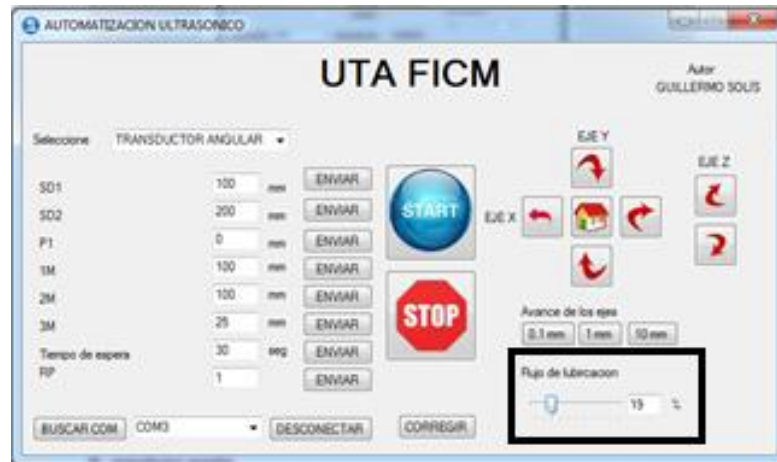 AUTOMATIZACION ULTRASONICO
UTA FICM
Autor
GUILLERMO SOLIS
Seleccione TRANSDUCTOR ANGULAR
SD1 100 mm ENVIAR
SD2 200 mm ENVIAR
P1 0 mm ENVIAR
1M 100 mm ENVIAR
2M 100 mm ENVIAR
3M 25 mm ENVIAR
Tiempo de espera 30 seg ENVIAR
RP 1 ENVIAR
START
STOP
EJE Y
EJE X
EJE Z
Avance de los ejes
0.1 mm 1 mm 10 mm
Flujo de lubricacion
19 %
BUSCAR COM COM3 DESCONECTAR CORREGIR